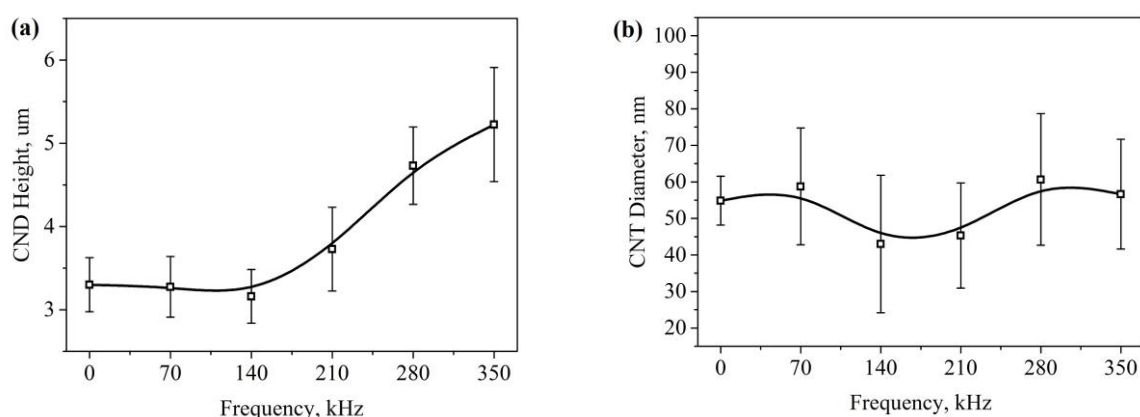 (a)
CND Height, um
6
5
4
3
0 70 140 210 280 350
Frequency, kHz
(b)
CNT Diameter, nm
100
90
80
70
60
50
40
30
20
0 70 140 210 280 350
Frequency, kHz